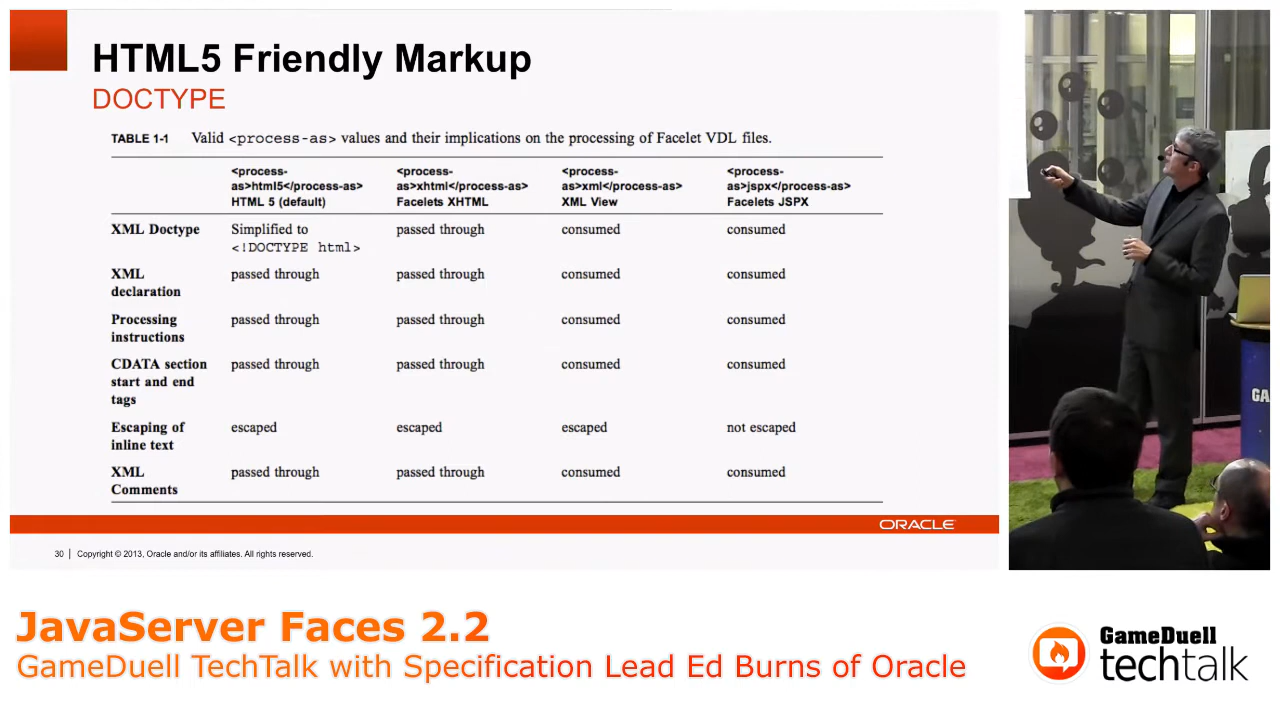 HTML5 Friendly Markup
DOCTYPE
TABLE 1-1 Valid <process-as> values and their implications on the processing of Facelet VDL files.
<process- <process- <process- <process-
as>html5</process-as> as>xhtml</process-as> as>xml</process-as> as>jspx</process-as>
HTML 5 (default) Facelets XHTML XML View Facelets JSPX
XML Doctype Simplified to passed through consumed consumed
<!DOCTYPE html>
XML passed through passed through consumed consumed
declaration
Processing passed through passed through consumed consumed
instructions
CDATA section passed through passed through consumed consumed
start and end
tags
Escaping of escaped escaped escaped not escaped
inline text
XML passed through passed through consumed consumed
Comments
ORACLE
30 | Copyright © 2013, Oracle and/or its affiliates. All rights reserved.
GA
JavaServer Faces 2.2
GameDuell TechTalk with Specification Lead Ed Burns of Oracle
GameDuell
techtalk